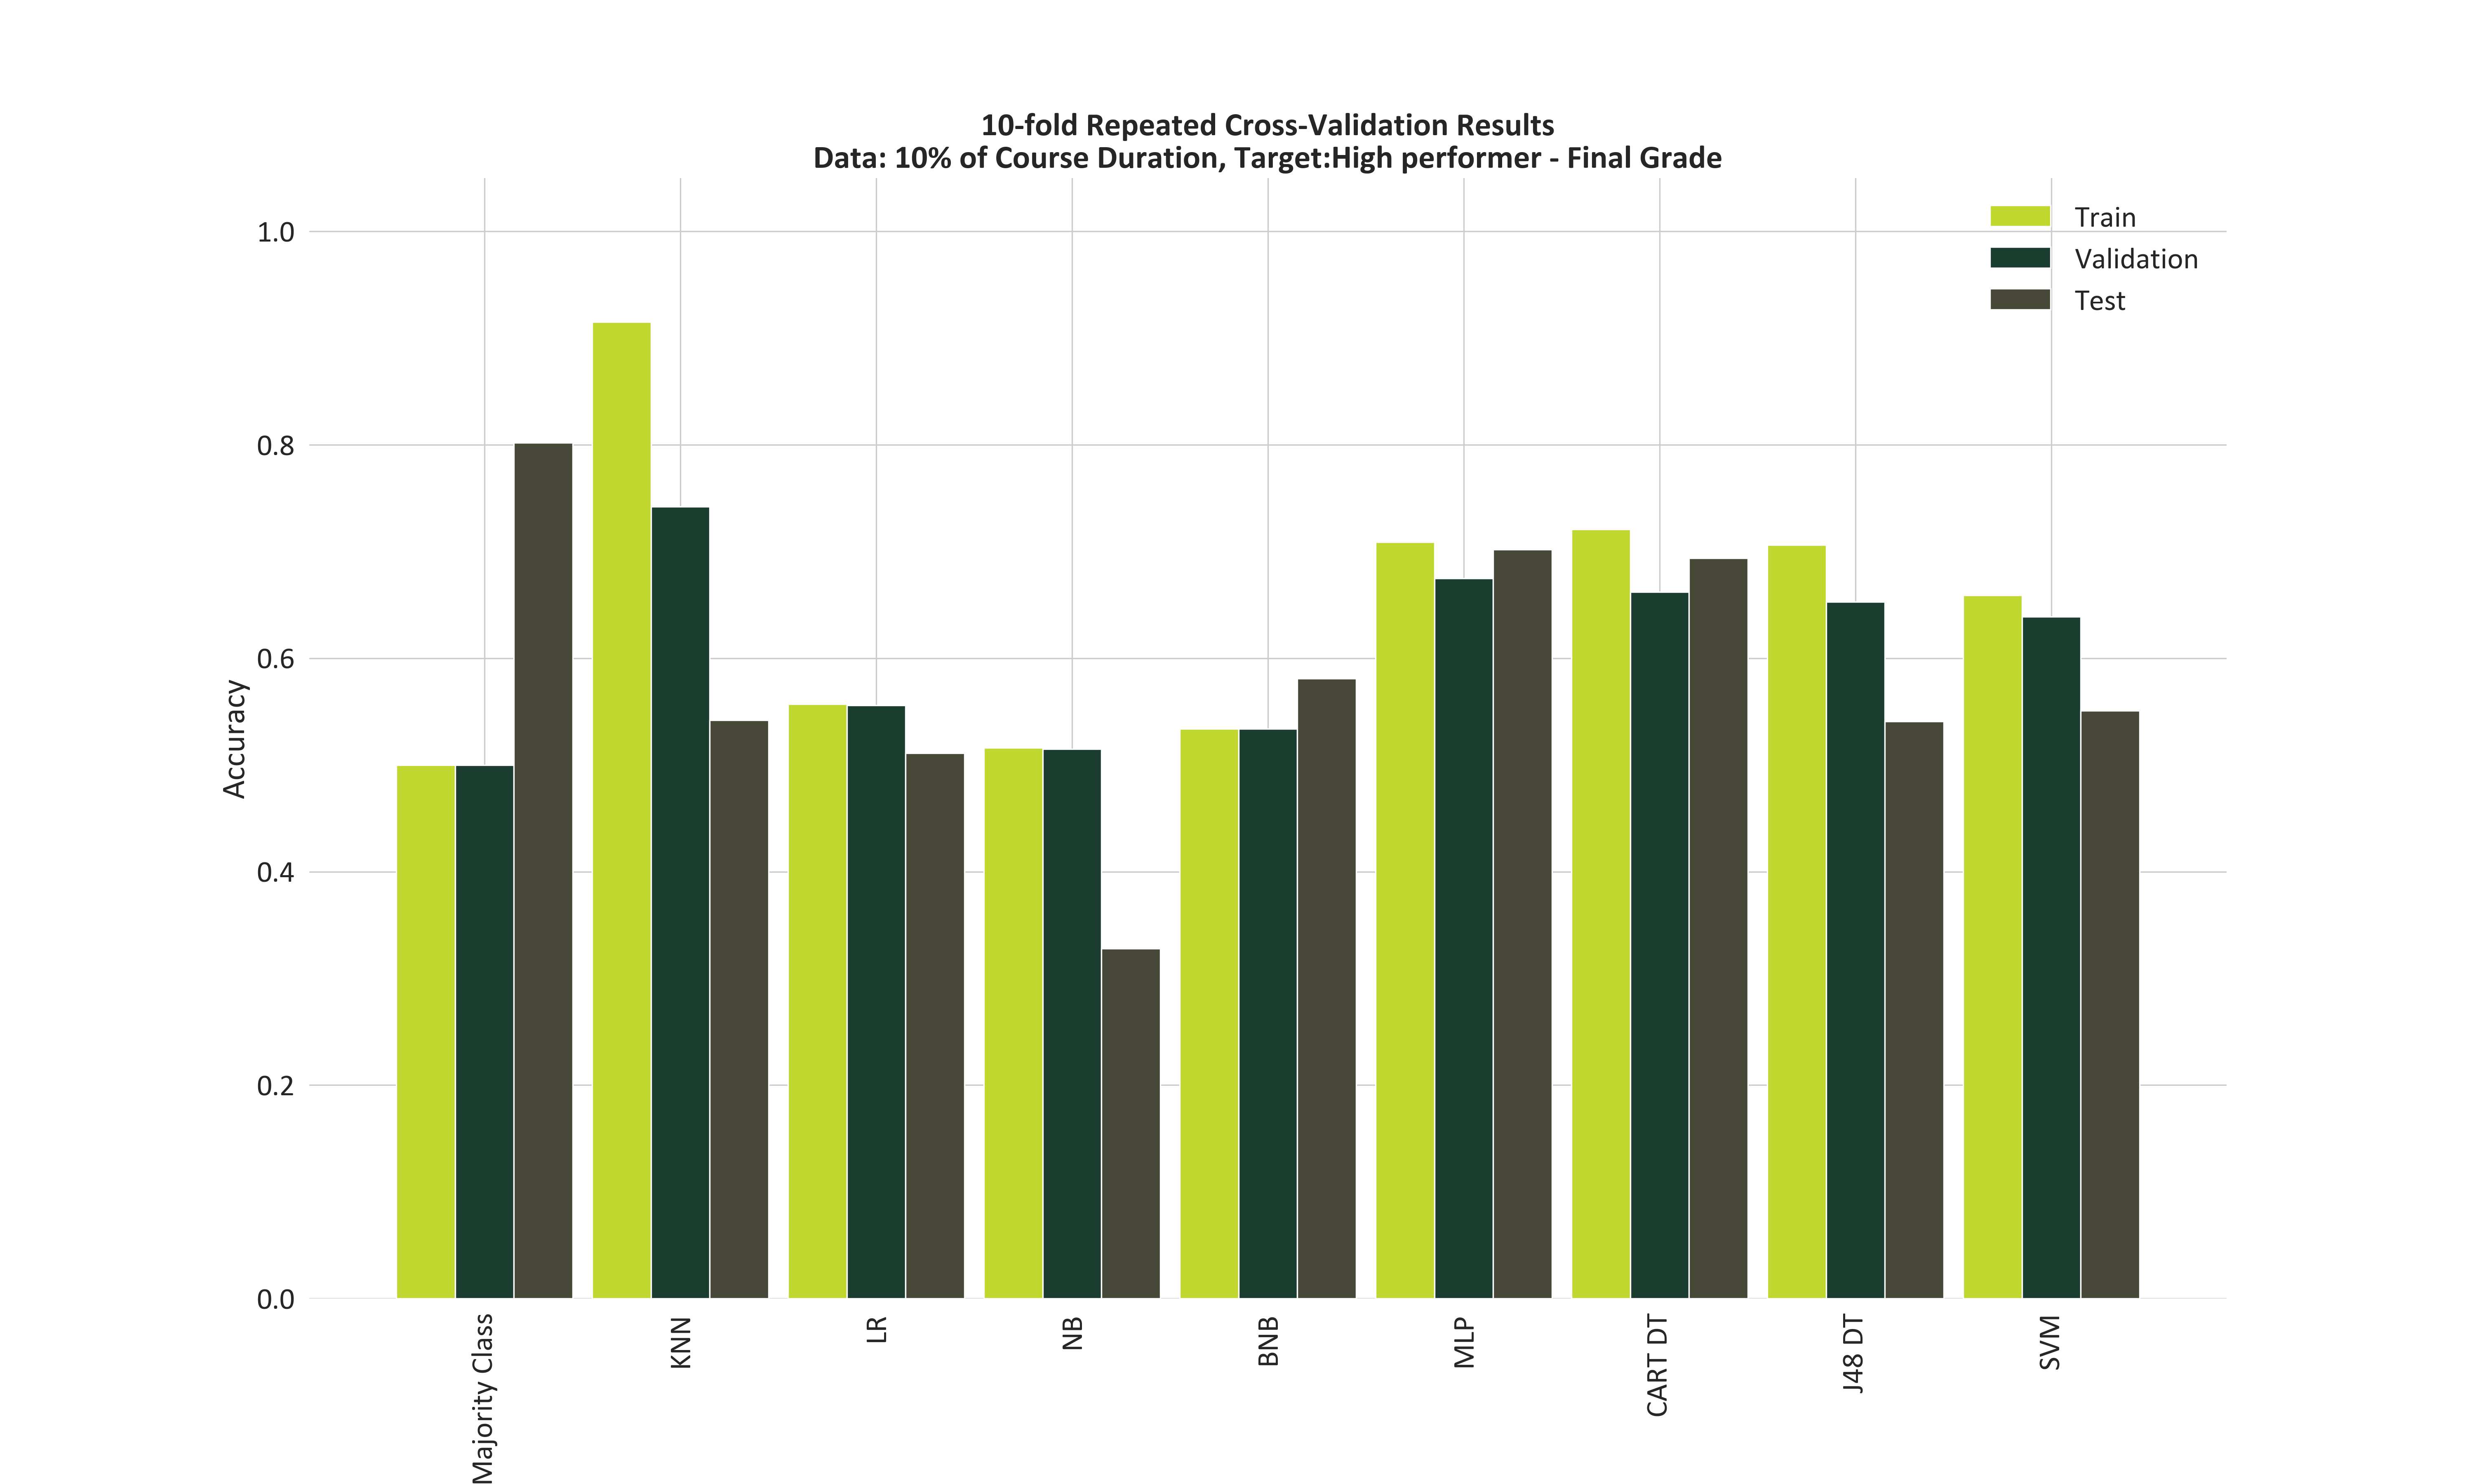 10-fold Repeated Cross-Validation Results
Data: 10% of Course Duration, Target:High performer - Final Grade
Train
Validation
Test
Accuracy
1.0
0.8
0.6
0.4
0.2
0.0
Majority Class
KNN
LR
NB
BNB
MLP
CART DT
J48 DT
SVM